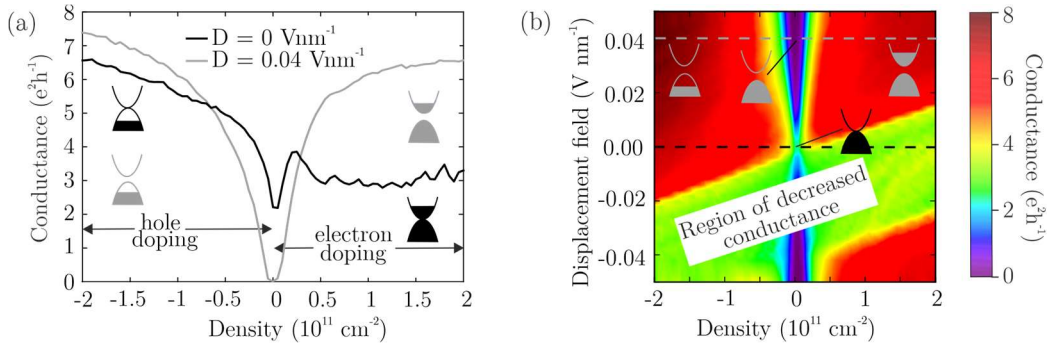 (a)
8
7
6
5
4
3
2
1
0
Conductance (e²h⁻¹)
D = 0 Vnm⁻¹
D = 0.04 Vnm⁻¹
hole
doping
electron
doping
-2 -1.5 -1 -0.5 0 0.5 1 1.5 2
Density (10¹¹ cm⁻²)
(b)
0.04
0.02
0.00
-0.02
-0.04
Displacement field (V nm⁻¹)
Region of decreased
conductance
-2 -1 0 1 2
Density (10¹¹ cm⁻²)
8
6
4
2
0
Conductance (e²h⁻¹)